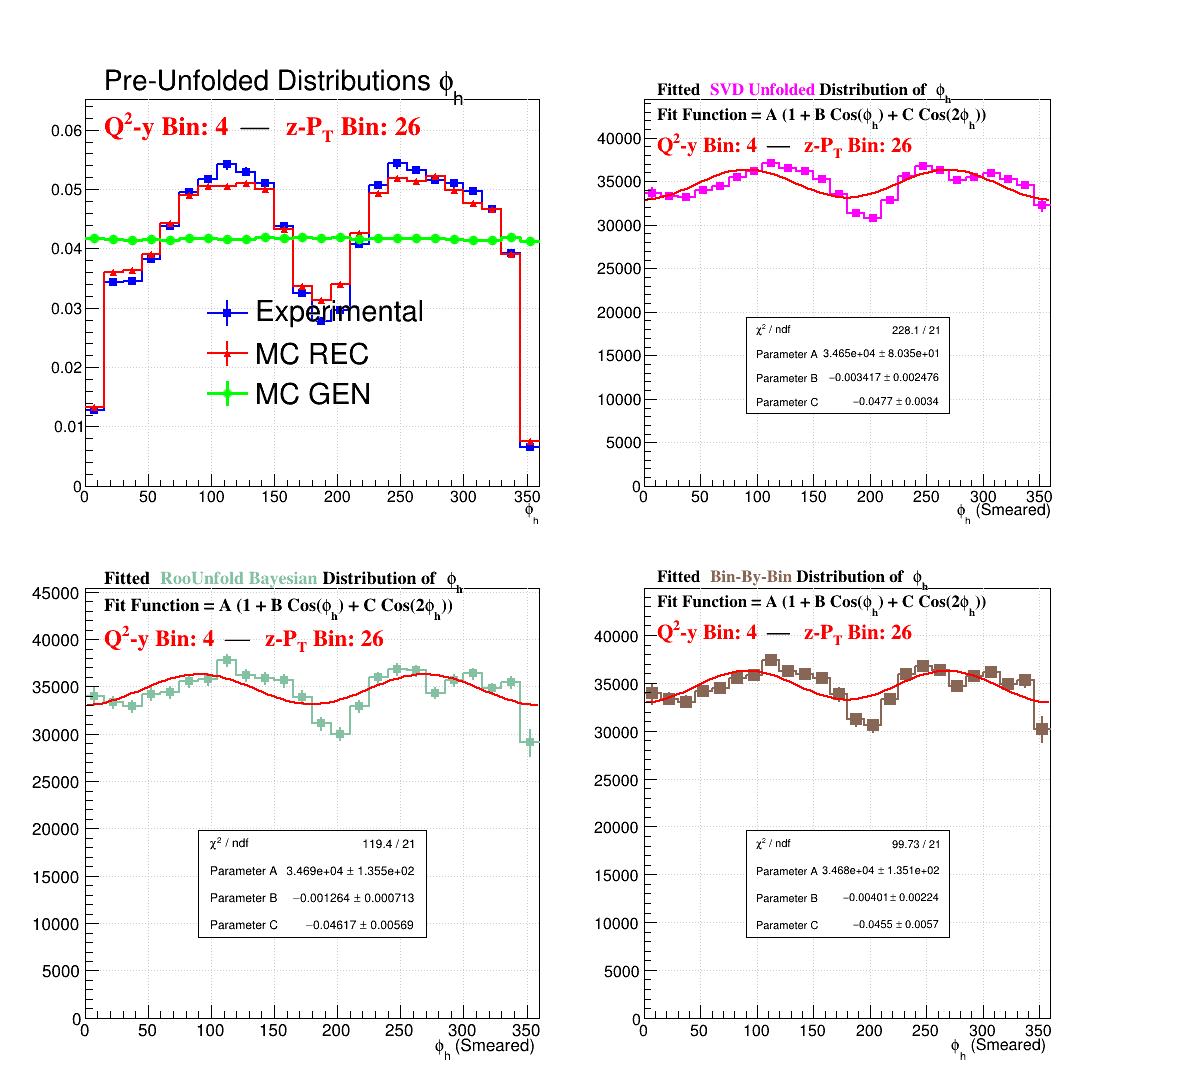 Pre-Unfolded Distributions ϕh
Q²-y Bin: 4 — z-PT Bin: 26
0.06
0.05
0.04
0.03
0.02
0.01
0
Experimental
MC REC
MC GEN
0 50 100 150 200 250 300 350
ϕh
Fitted SVD Unfolded Distribution of ϕh
Fit Function = A (1 + B Cos(ϕh) + C Cos(2ϕh))
Q²-y Bin: 4 — z-PT Bin: 26
40000
35000
30000
25000
20000
15000
10000
5000
0
χ² / ndf 228.1 / 21
Parameter A 3.465e+04 ± 8.035e+01
Parameter B −0.003417 ± 0.002476
Parameter C −0.0477 ± 0.0034
0 50 100 150 200 250 300 350
ϕh (Smeared)
Fitted RooUnfold Bayesian Distribution of ϕh
Fit Function = A (1 + B Cos(ϕh) + C Cos(2ϕh))
Q²-y Bin: 4 — z-PT Bin: 26
45000
40000
35000
30000
25000
20000
15000
10000
5000
0
χ² / ndf 119.4 / 21
Parameter A 3.469e+04 ± 1.355e+02
Parameter B −0.001264 ± 0.000713
Parameter C −0.04617 ± 0.00569
0 50 100 150 200 250 300 350
ϕh (Smeared)
Fitted Bin-By-Bin Distribution of ϕh
Fit Function = A (1 + B Cos(ϕh) + C Cos(2ϕh))
Q²-y Bin: 4 — z-PT Bin: 26
40000
35000
30000
25000
20000
15000
10000
5000
0
χ² / ndf 99.73 / 21
Parameter A 3.468e+04 ± 1.351e+02
Parameter B −0.00401 ± 0.00224
Parameter C −0.0455 ± 0.0057
0 50 100 150 200 250 300 350
ϕh (Smeared)